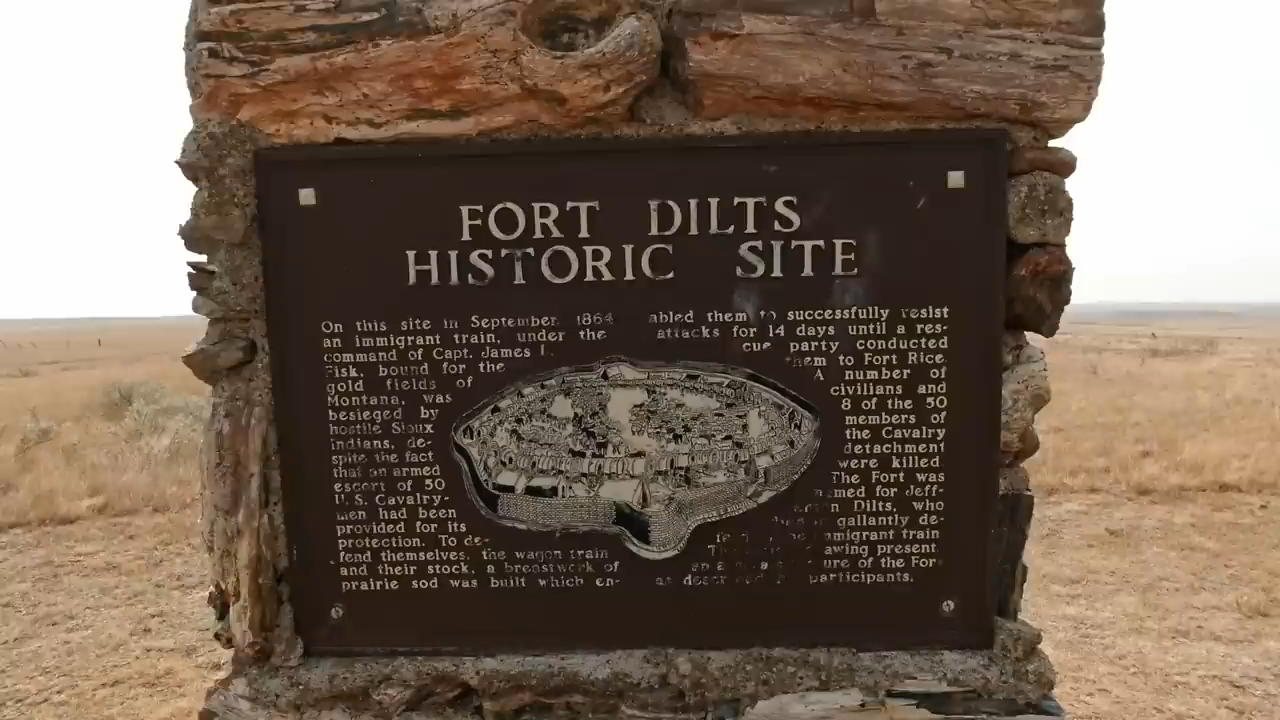 FORT DILTS
HISTORIC SITE
On this site in September, 1864
an immigrant train, under the
command of Capt. James L.
Fisk, bound for the
gold fields of
Montana, was
besieged by
hostile Sioux
Indians, de-
spite the fact
that an armed
escort of 50
U. S. Cavalry-
men had been
provided for its
protection. To de-
fend themselves, the wagon train
and their stock, a breastwork of
prairie sod was built which en-
abled them to successfully resist
attacks for 14 days until a res-
cue party conducted
them to Fort Rice.
A number of
civilians and
8 of the 50
members of
the Cavalry
detachment
were killed.
The Fort was
named for Jeff-
erson Dilts, who
gallantly de-
immigrant train
present
of the Fort
as participants.